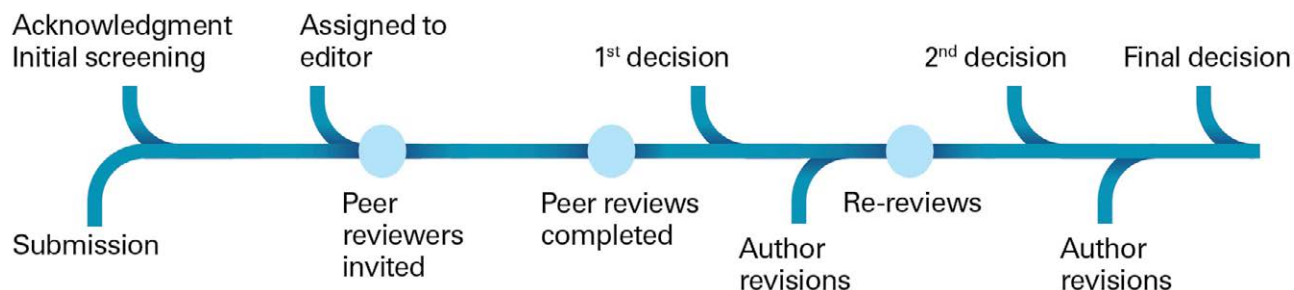 Acknowledgment
Initial screening
Assigned to
editor
1st decision
2nd decision
Final decision
Submission
Peer
reviewers
invited
Peer reviews
completed
Author
revisions
Re-reviews
Author
revisions